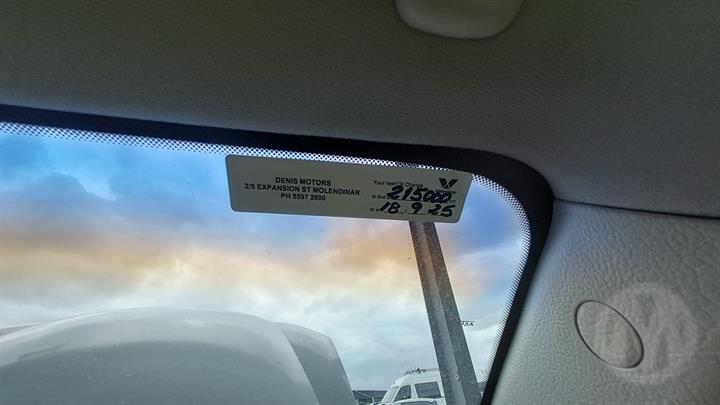 DENIS MOTORS
2/5 EXPANSION ST MOLENDINAR
PH 5597 2600
Your next Oil Change
is due 215000
or 18 / 9 / 25